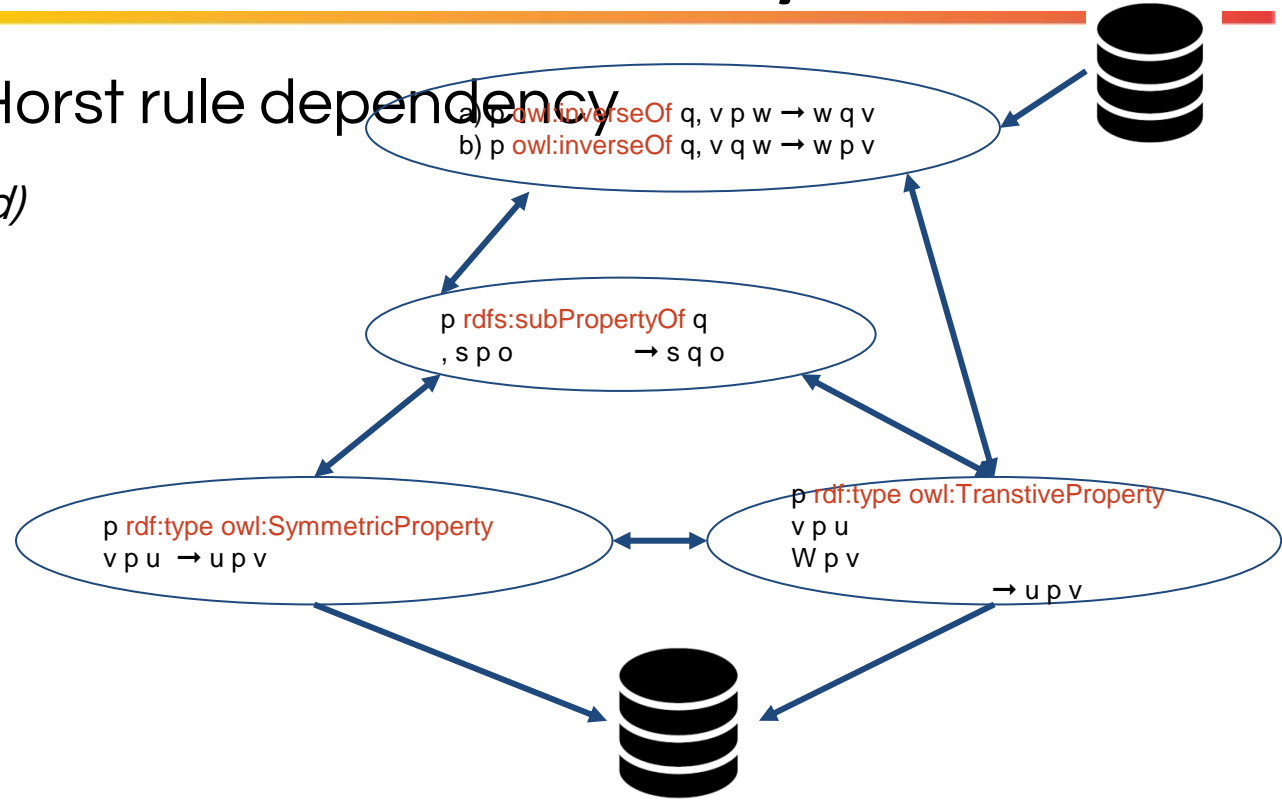 Horst rule dependency
d)
a) p owl:inverseOf q, v p w → w q v
b) p owl:inverseOf q, v q w → w p v
p rdfs:subPropertyOf q
, s p o → s q o
p rdf:type owl:SymmetricProperty
v p u → u p v
p rdf:type owl:TranstiveProperty
v p u
W p v
→ u p v